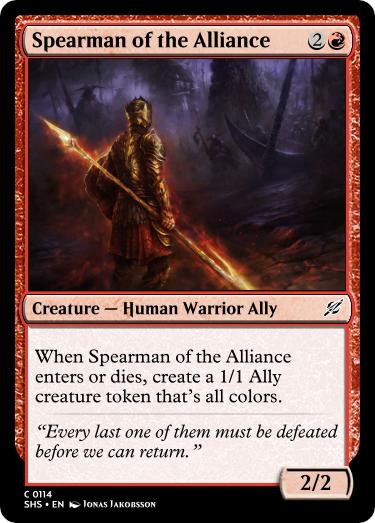 Spearman of the Alliance 2
Creature — Human Warrior Ally
When Spearman of the Alliance
enters or dies, create a 1/1 Ally
creature token that's all colors.
“Every last one of them must be defeated
before we can return.”
2/2
C 0114
SHS • EN Jonas Jakobsson